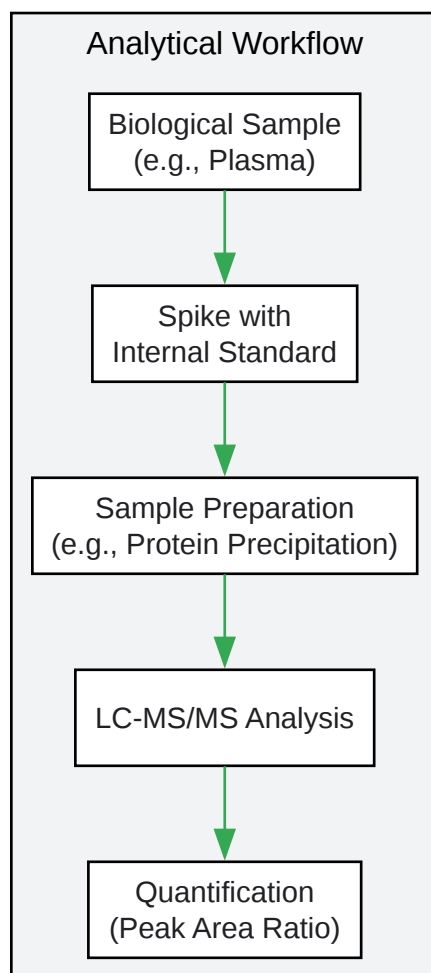 Analytical Workflow
Biological Sample
(e.g., Plasma)
Spike with
Internal Standard
Sample Preparation
(e.g., Protein Precipitation)
LC-MS/MS Analysis
Quantification
(Peak Area Ratio)